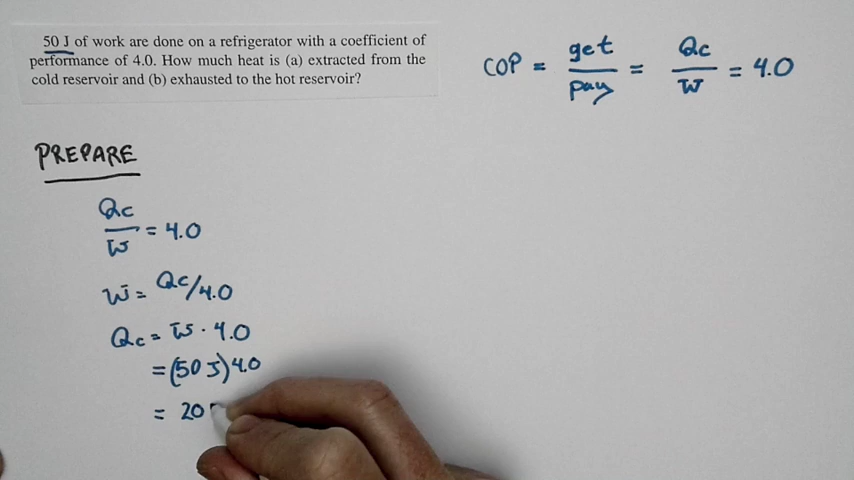 50 J of work are done on a refrigerator with a coefficient of
performance of 4.0. How much heat is (a) extracted from the
cold reservoir and (b) exhausted to the hot reservoir?
COP = get/pay = Qc/W = 4.0
PREPARE
Qc/W = 4.0
W = Qc/4.0
Qc = W · 4.0
= (50 J) 4.0
= 20